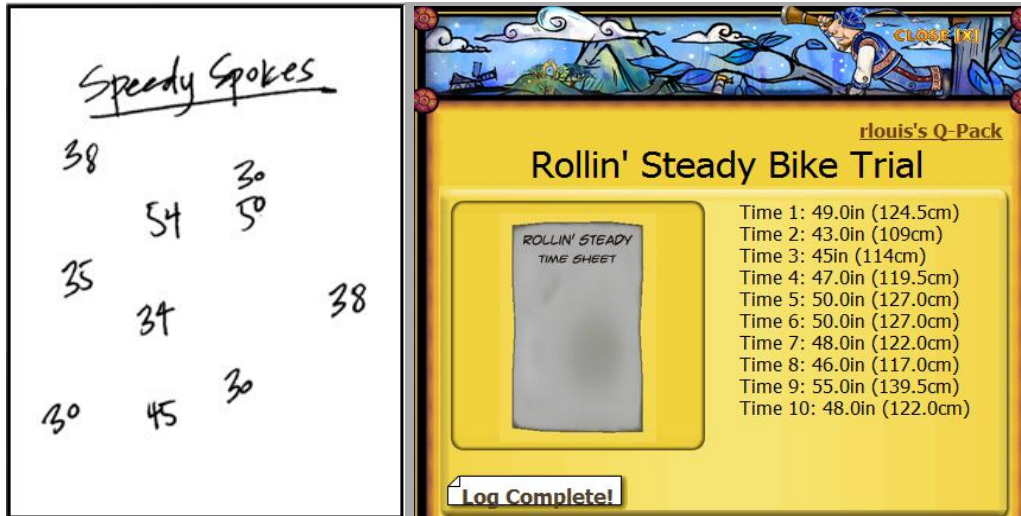 Speedy Spokes
38
30
54 50
35
34 38
30
30 45
CLOSE [X]
rlouis's Q-Pack
Rollin' Steady Bike Trial
ROLLIN' STEADY
TIME SHEET
Time 1: 49.0in (124.5cm)
Time 2: 43.0in (109cm)
Time 3: 45in (114cm)
Time 4: 47.0in (119.5cm)
Time 5: 50.0in (127.0cm)
Time 6: 50.0in (127.0cm)
Time 7: 48.0in (122.0cm)
Time 8: 46.0in (117.0cm)
Time 9: 55.0in (139.5cm)
Time 10: 48.0in (122.0cm)
Log Complete!